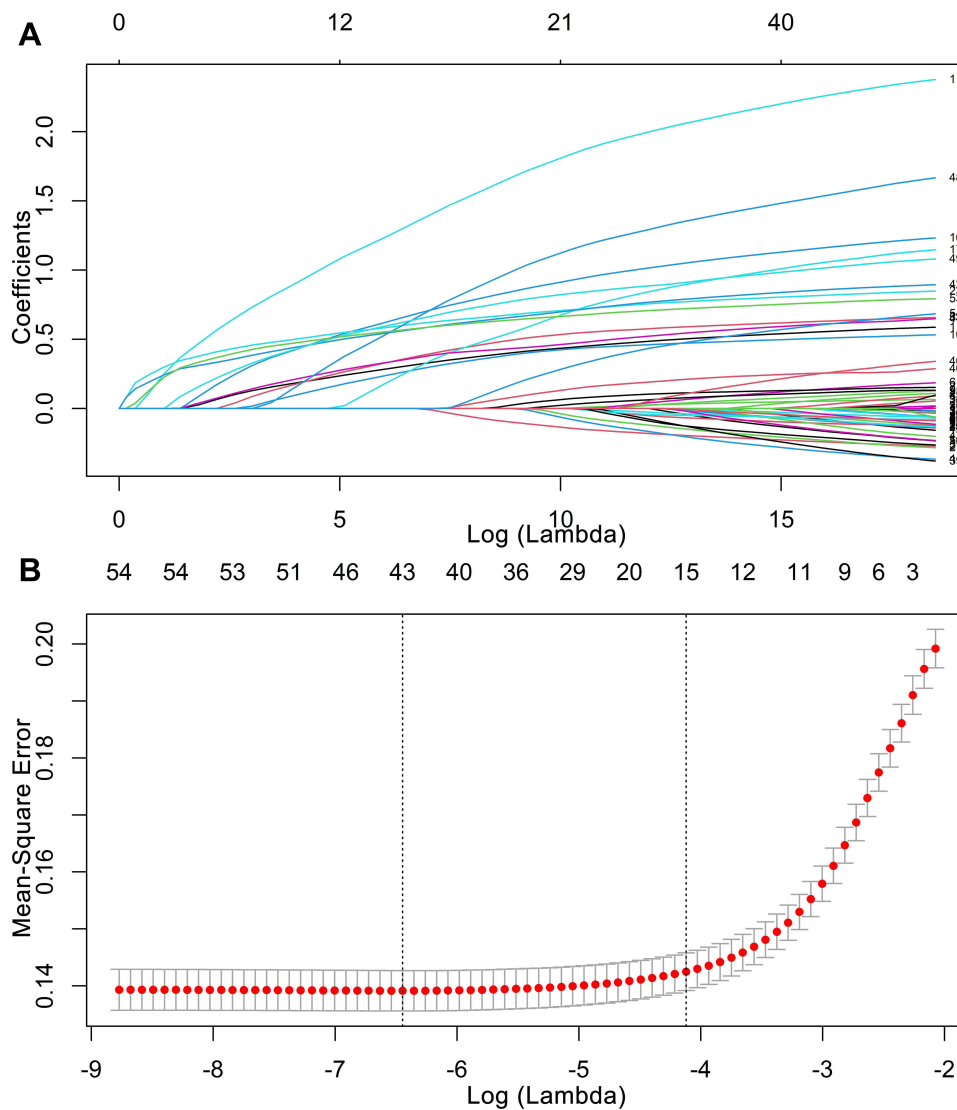 A
0 12 21 40
Coefficients
2.0
1.5
1.0
0.5
0.0
1
48
49
0 5 10 15
Log (Lambda)
B
54 54 53 51 46 43 40 36 29 20 15 12 11 9 6 3
Mean-Square Error
0.20
0.18
0.16
0.14
-9 -8 -7 -6 -5 -4 -3 -2
Log (Lambda)